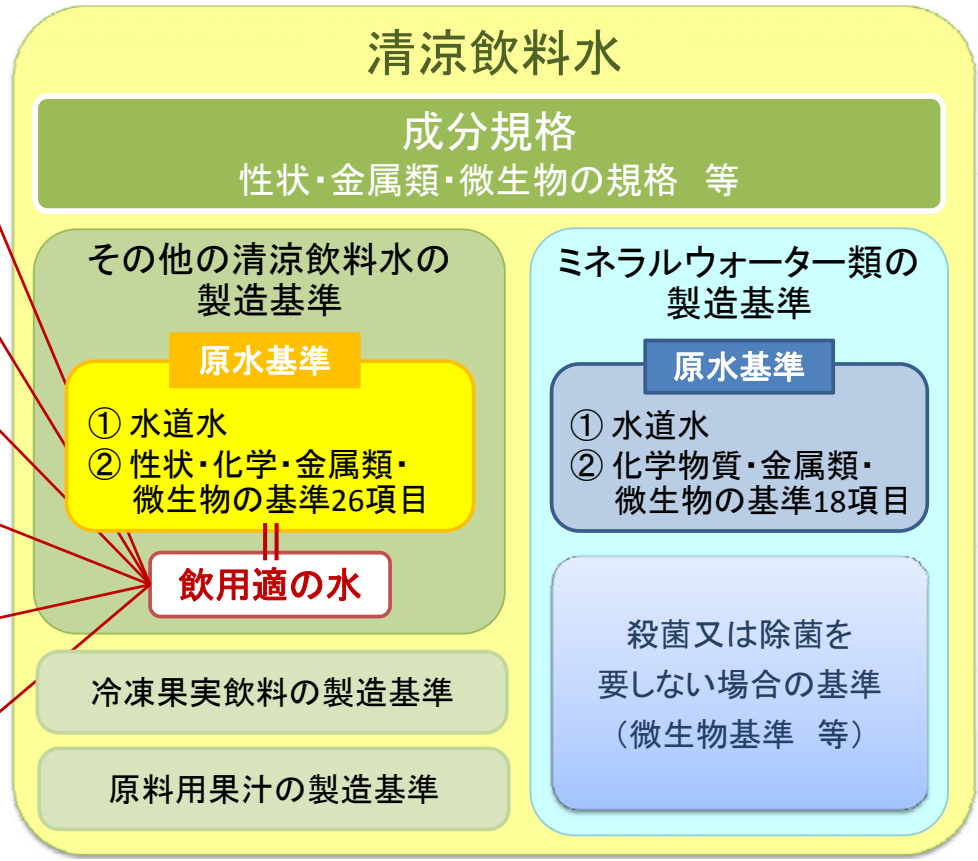 清涼飲料水
成分規格
性状・金属類・微生物の規格　等
その他の清涼飲料水の
製造基準
原水基準
① 水道水
② 性状・化学・金属類・
微生物の基準26項目
飲用適の水
冷凍果実飲料の製造基準
原料用果汁の製造基準
ミネラルウォーター類の
製造基準
原水基準
① 水道水
② 化学物質・金属類・
微生物の基準18項目
殺菌又は除菌を
要しない場合の基準
（微生物基準　等）